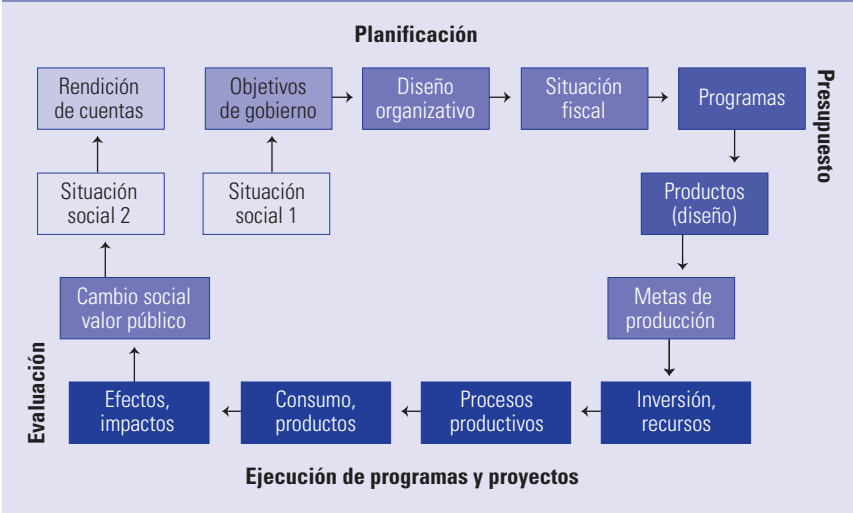 Planificación
Rendición
de cuentas
Objetivos
de gobierno
Diseño
organizativo
Situación
fiscal
Programas
Presupuesto
Situación
social 2
Situación
social 1
Productos
(diseño)
Cambio social
valor público
Metas de
producción
Evaluación
Efectos,
impactos
Consumo,
productos
Procesos
productivos
Inversión,
recursos
Ejecución de programas y proyectos